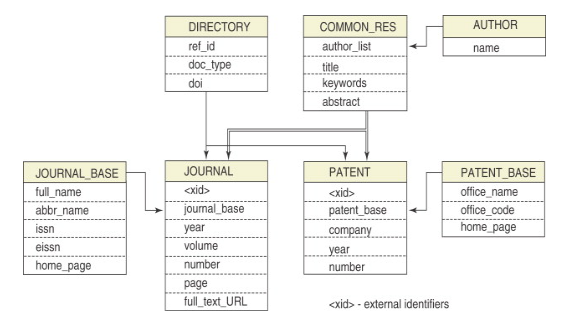 DIRECTORY
ref_id
doc_type
doi
COMMON_RES
author_list
title
keywords
abstract
AUTHOR
name
JOURNAL_BASE
full_name
abbr_name
issn
eissn
home_page
JOURNAL
<xid>
journal_base
year
volume
number
page
full_text_URL
PATENT
<xid>
patent_base
company
year
number
PATENT_BASE
office_name
office_code
home_page
<xid> - external identifiers